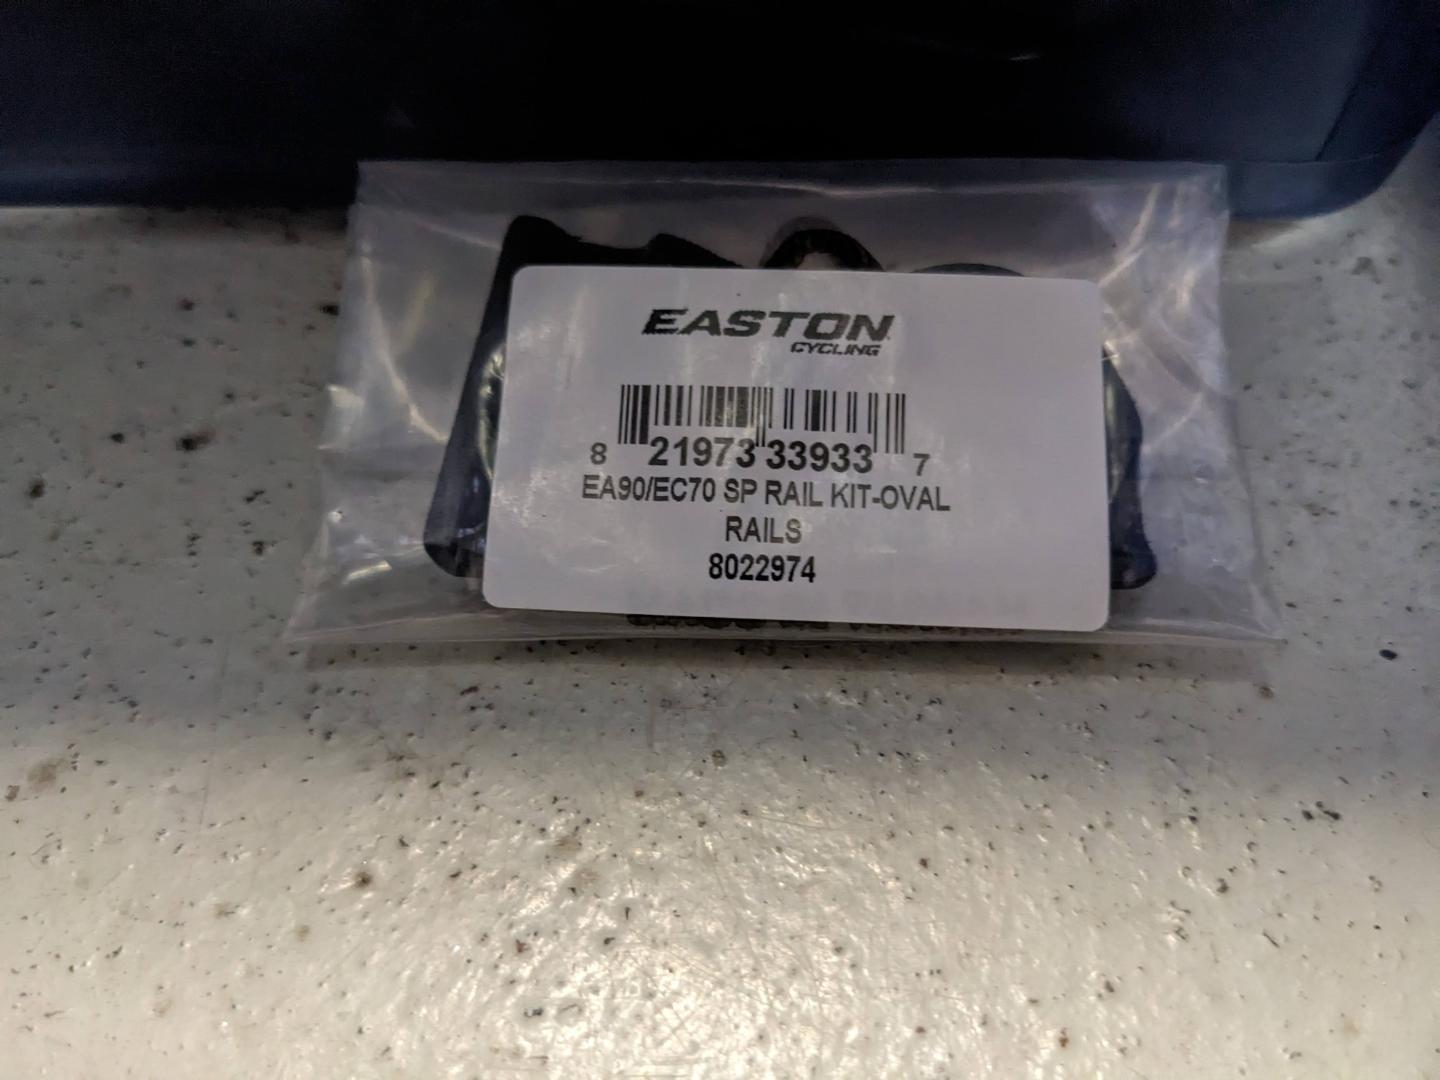 EASTON
CYCLING
8 21973 33933 7
EA90/EC70 SP RAIL KIT-OVAL
RAILS
8022974